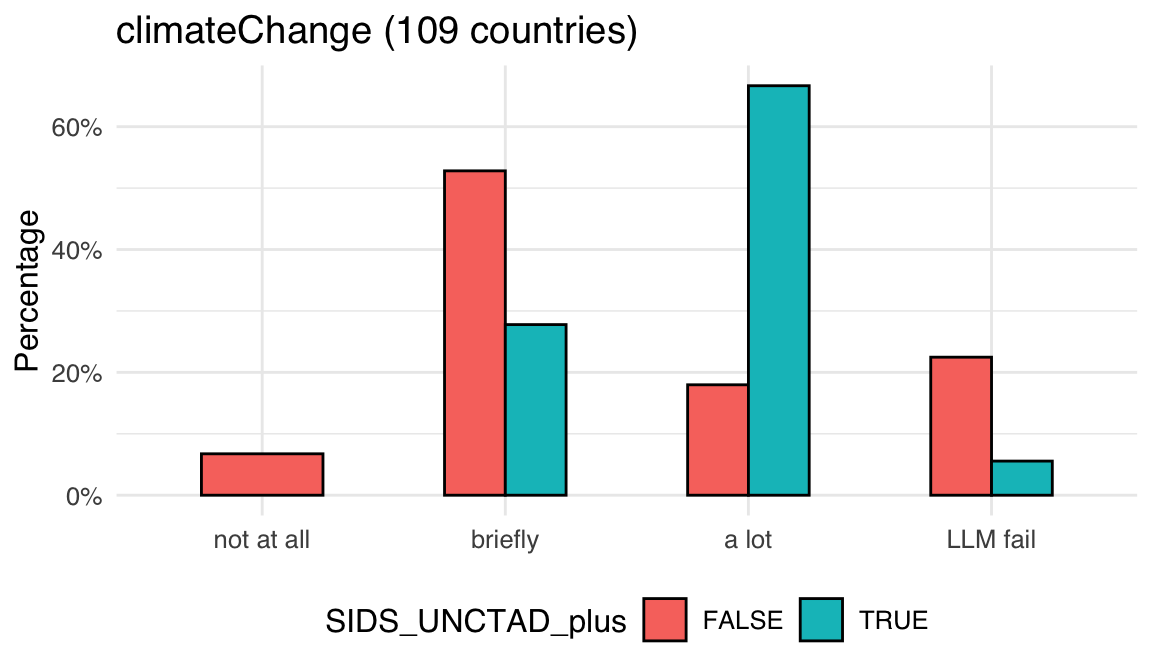 climateChange (109 countries)
Percentage
60%
40%
20%
0%
not at all
briefly
a lot
LLM fail
SIDS_UNCTAD_plus
FALSE
TRUE